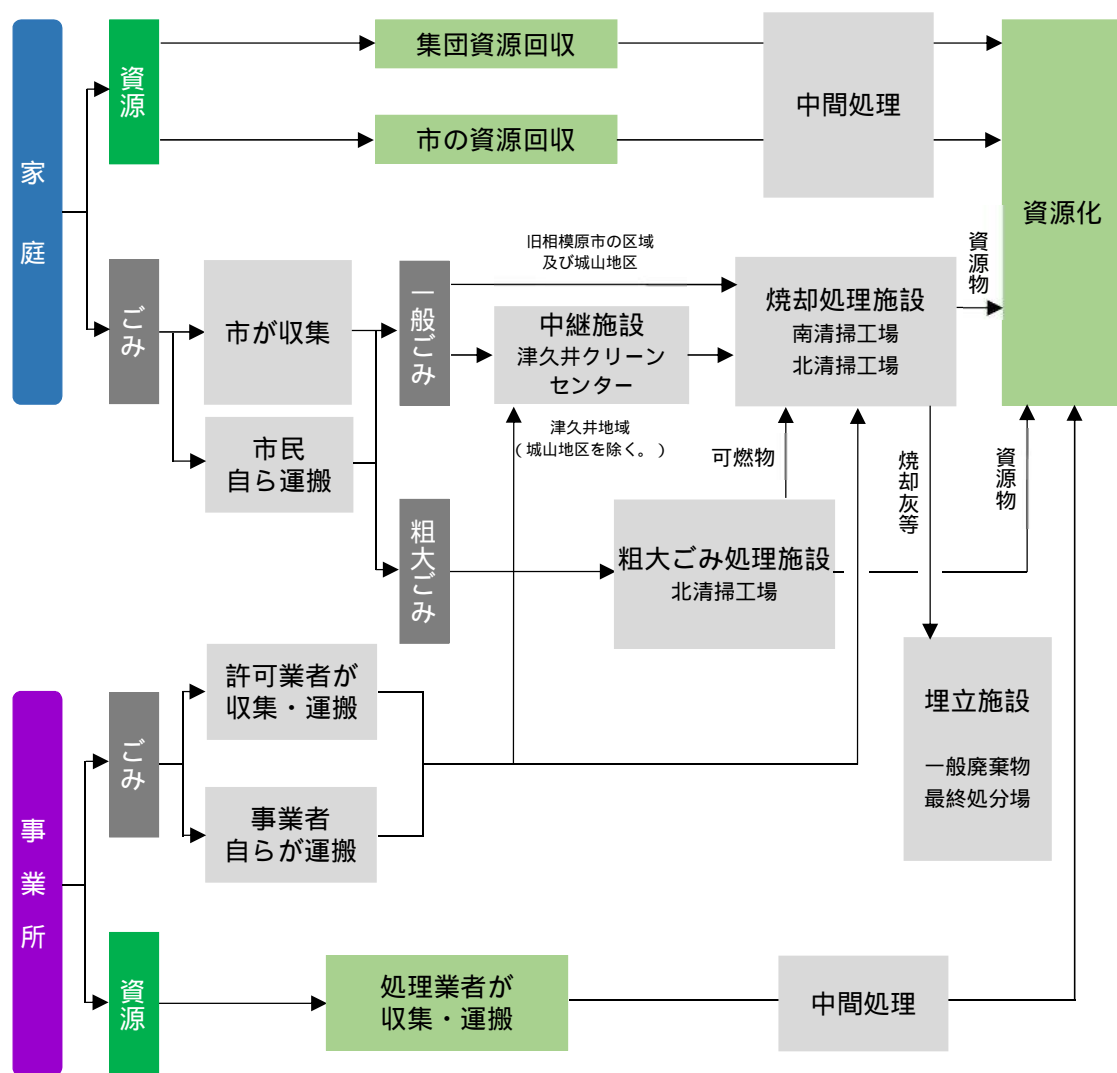 家庭
資源
集団資源回収
市の資源回収
中間処理
資源化
ごみ
市が収集
市民
自ら運搬
一般ごみ
旧相模原市の区域
及び城山地区
中継施設
津久井クリーン
センター
津久井地域
（城山地区を除く。）
焼却処理施設
南清掃工場
北清掃工場
資源物
可燃物
焼却灰等
資源物
粗大ごみ
粗大ごみ処理施設
北清掃工場
埋立施設
一般廃棄物
最終処分場
事業所
ごみ
許可業者が
収集・運搬
事業者
自らが運搬
資源
処理業者が
収集・運搬
中間処理